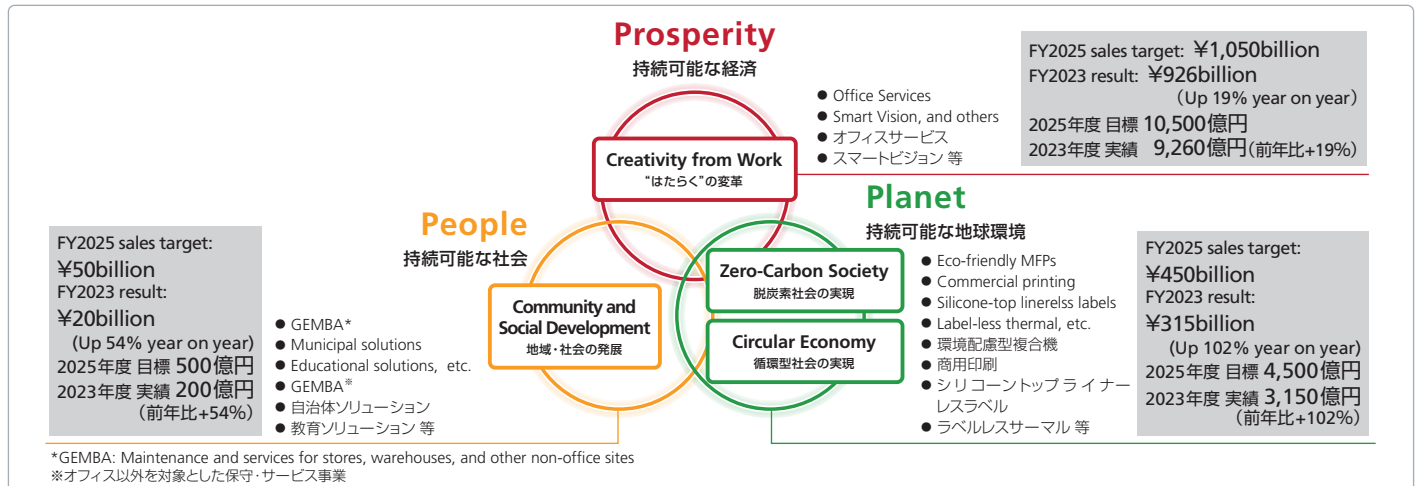 Prosperity
持続可能な経済
Creativity from Work
“はたらく”の変革
● Office Services
● Smart Vision, and others
● オフィスサービス
● スマートビジョン 等
FY2025 sales target: ¥1,050billion
FY2023 result: ¥926billion
(Up 19% year on year)
2025年度 目標 10,500億円
2023年度 実績 9,260億円(前年比+19%)
People
持続可能な社会
Community and
Social Development
地域・社会の発展
FY2025 sales target:
¥50billion
FY2023 result:
¥20billion
(Up 54% year on year)
2025年度 目標 500億円
2023年度 実績 200億円
(前年比+54%)
● GEMBA*
● Municipal solutions
● Educational solutions, etc.
● GEMBA※
● 自治体ソリューション
● 教育ソリューション 等
Planet
持続可能な地球環境
Zero-Carbon Society
脱炭素社会の実現
Circular Economy
循環型社会の実現
● Eco-friendly MFPs
● Commercial printing
● Silicone-top linerelss labels
● Label-less thermal, etc.
● 環境配慮型複合機
● 商用印刷
● シリコーントップライナー
レスラベル
● ラベルレスサーマル 等
FY2025 sales target:
¥450billion
FY2023 result:
¥315billion
(Up 102% year on year)
2025年度 目標 4,500億円
2023年度 実績 3,150億円
(前年比+102%)
*GEMBA: Maintenance and services for stores, warehouses, and other non-office sites
※オフィス以外を対象とした保守・サービス事業